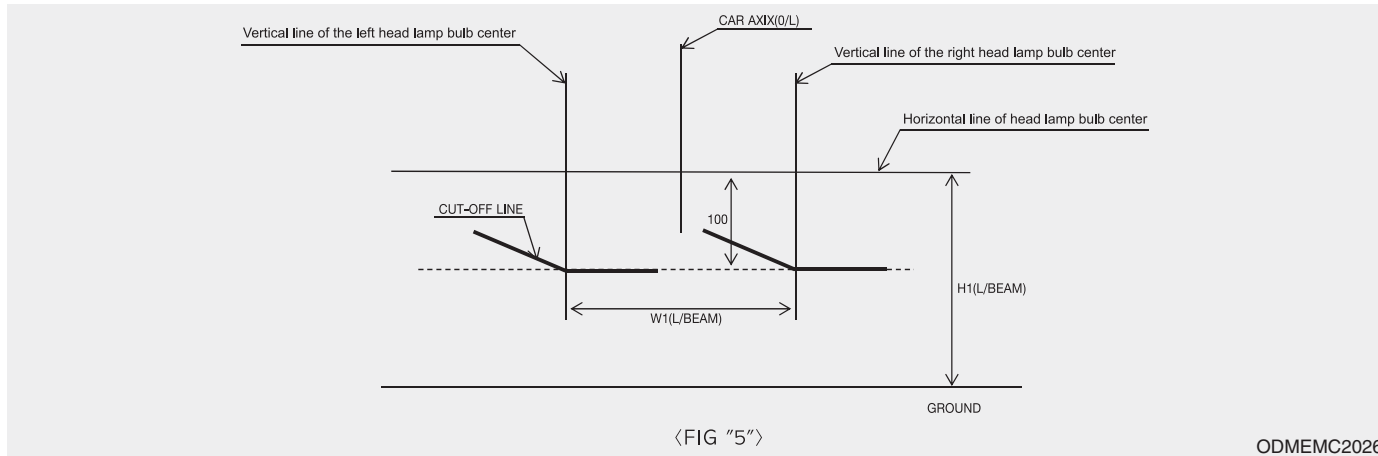 CAR AXIX(0/L)
Vertical line of the left head lamp bulb center
Vertical line of the right head lamp bulb center
Horizontal line of head lamp bulb center
CUT-OFF LINE
100
H1(L/BEAM)
W1(L/BEAM)
GROUND
〈FIG "5"〉
ODMEMC2026